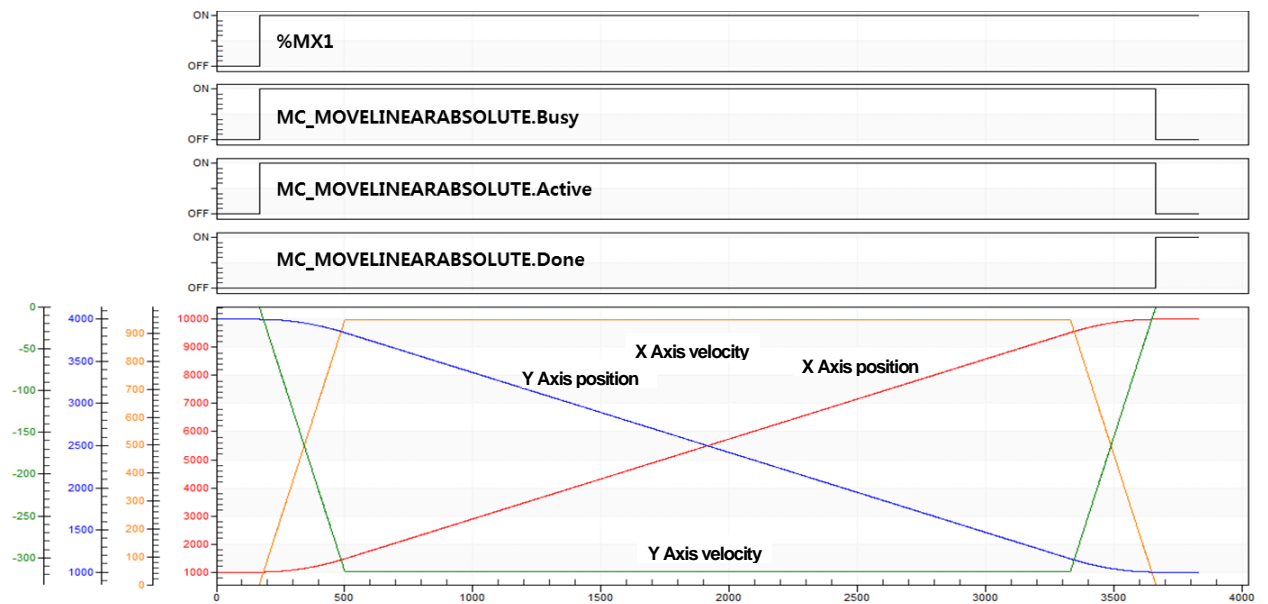 ON
%MX1
OFF
ON
MC_MOVELINEARABSOLUTE.Busy
OFF
ON
MC_MOVELINEARABSOLUTE.Active
OFF
ON
MC_MOVELINEARABSOLUTE.Done
OFF
0
-50
-100
-150
-200
-250
-300
4000
3500
3000
2500
2000
1500
1000
900
800
700
600
500
400
300
200
100
0
10000
9000
8000
7000
6000
5000
4000
3000
2000
1000
X Axis velocity
Y Axis position
X Axis position
Y Axis velocity
0 500 1000 1500 2000 2500 3000 3500 4000